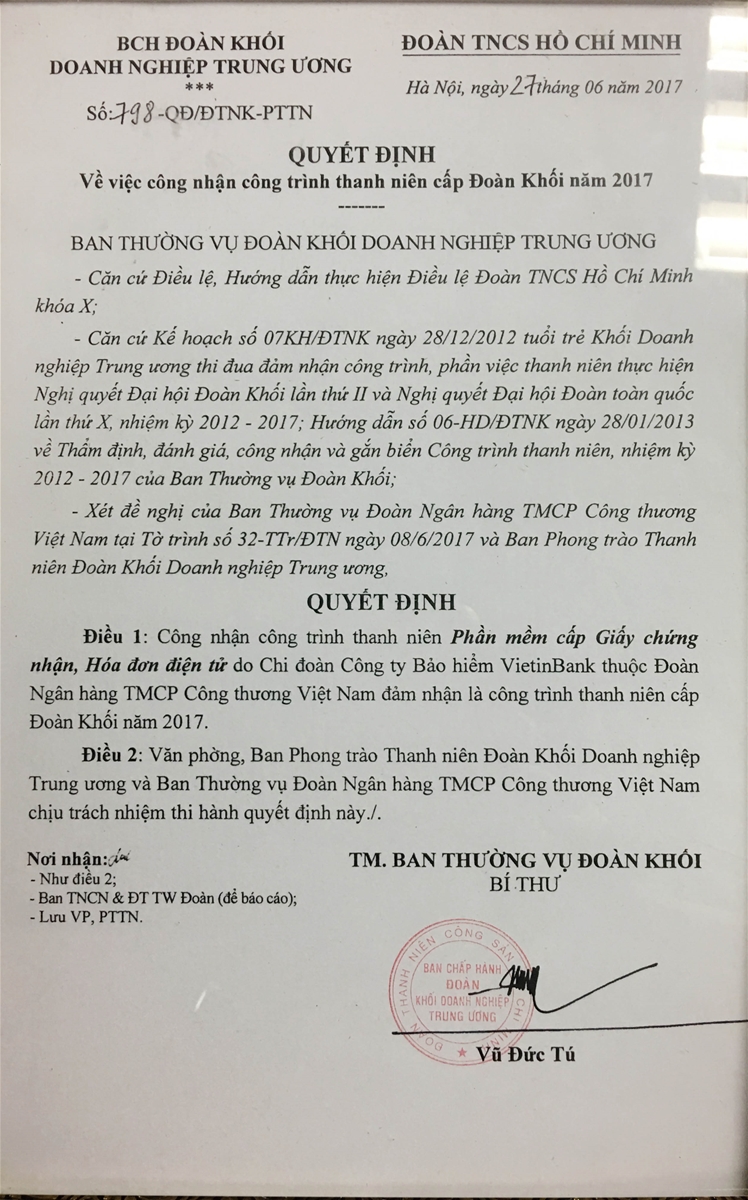 BCH ĐOÀN KHỐI
DOANH NGHIỆP TRUNG ƯƠNG
***
Số:798-QĐ/ĐTNK-PTTN
ĐOÀN TNCS HỒ CHÍ MINH
Hà Nội, ngày 27 tháng 06 năm 2017
QUYẾT ĐỊNH
Về việc công nhận công trình thanh niên cấp Đoàn Khối năm 2017
-------
BAN THƯỜNG VỤ ĐOÀN KHỐI DOANH NGHIỆP TRUNG ƯƠNG
- Căn cứ Điều lệ, Hướng dẫn thực hiện Điều lệ Đoàn TNCS Hồ Chí Minh
khóa X;
- Căn cứ Kế hoạch số 07KH/ĐTNK ngày 28/12/2012 tuổi trẻ Khối Doanh
nghiệp Trung ương thi đua đảm nhận công trình, phần việc thanh niên thực hiện
Nghị quyết Đại hội Đoàn Khối lần thứ II và Nghị quyết Đại hội Đoàn toàn quốc
lần thứ X, nhiệm kỳ 2012 - 2017; Hướng dẫn số 06-HD/ĐTNK ngày 28/01/2013
về Thẩm định, đánh giá, công nhận và gắn biển Công trình thanh niên, nhiệm kỳ
2012 - 2017 của Ban Thường vụ Đoàn Khối;
- Xét đề nghị của Ban Thường vụ Đoàn Ngân hàng TMCP Công thương
Việt Nam tại Tờ trình số 32-TTr/ĐTN ngày 08/6/2017 và Ban Phong trào Thanh
niên Đoàn Khối Doanh nghiệp Trung ương,
QUYẾT ĐỊNH
Điều 1: Công nhận công trình thanh niên Phần mềm cấp Giấy chứng
nhận, Hóa đơn điện tử do Chi đoàn Công ty Bảo hiểm VietinBank thuộc Đoàn
Ngân hàng TMCP Công thương Việt Nam đảm nhận là công trình thanh niên cấp
Đoàn Khối năm 2017.
Điều 2: Văn phòng, Ban Phong trào Thanh niên Đoàn Khối Doanh nghiệp
Trung ương và Ban Thường vụ Đoàn Ngân hàng TMCP Công thương Việt Nam
chịu trách nhiệm thi hành quyết định này./.
Nơi nhận:
- Như điều 2;
- Ban TNCN & ĐT TW Đoàn (để báo cáo);
- Lưu VP, PTTN.
TM. BAN THƯỜNG VỤ ĐOÀN KHỐI
BÍ THƯ
ĐOÀN THANH NIÊN CỘNG SẢN CHÍ MINH
BAN CHẤP HÀNH
ĐOÀN
KHỐI DOANH NGHIỆP
TRUNG ƯƠNG
Vũ Đức Tú